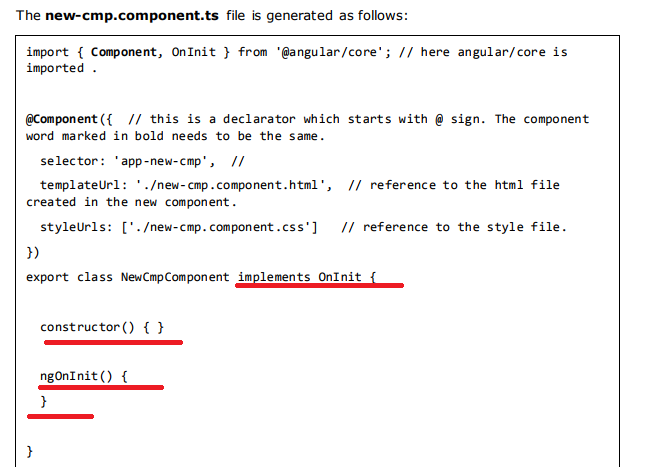 The new-cmp.component.ts file is generated as follows:
import { Component, OnInit } from '@angular/core'; // here angular/core is
imported .
@Component({  // this is a declarator which starts with @ sign. The component
word marked in bold needs to be the same.
selector: 'app-new-cmp',  //
templateUrl: './new-cmp.component.html',  // reference to the html file
created in the new component.
styleUrls: ['./new-cmp.component.css']   // reference to the style file.
})
export class NewCmpComponent implements OnInit {
constructor() { }
ngOnInit() {
}
}